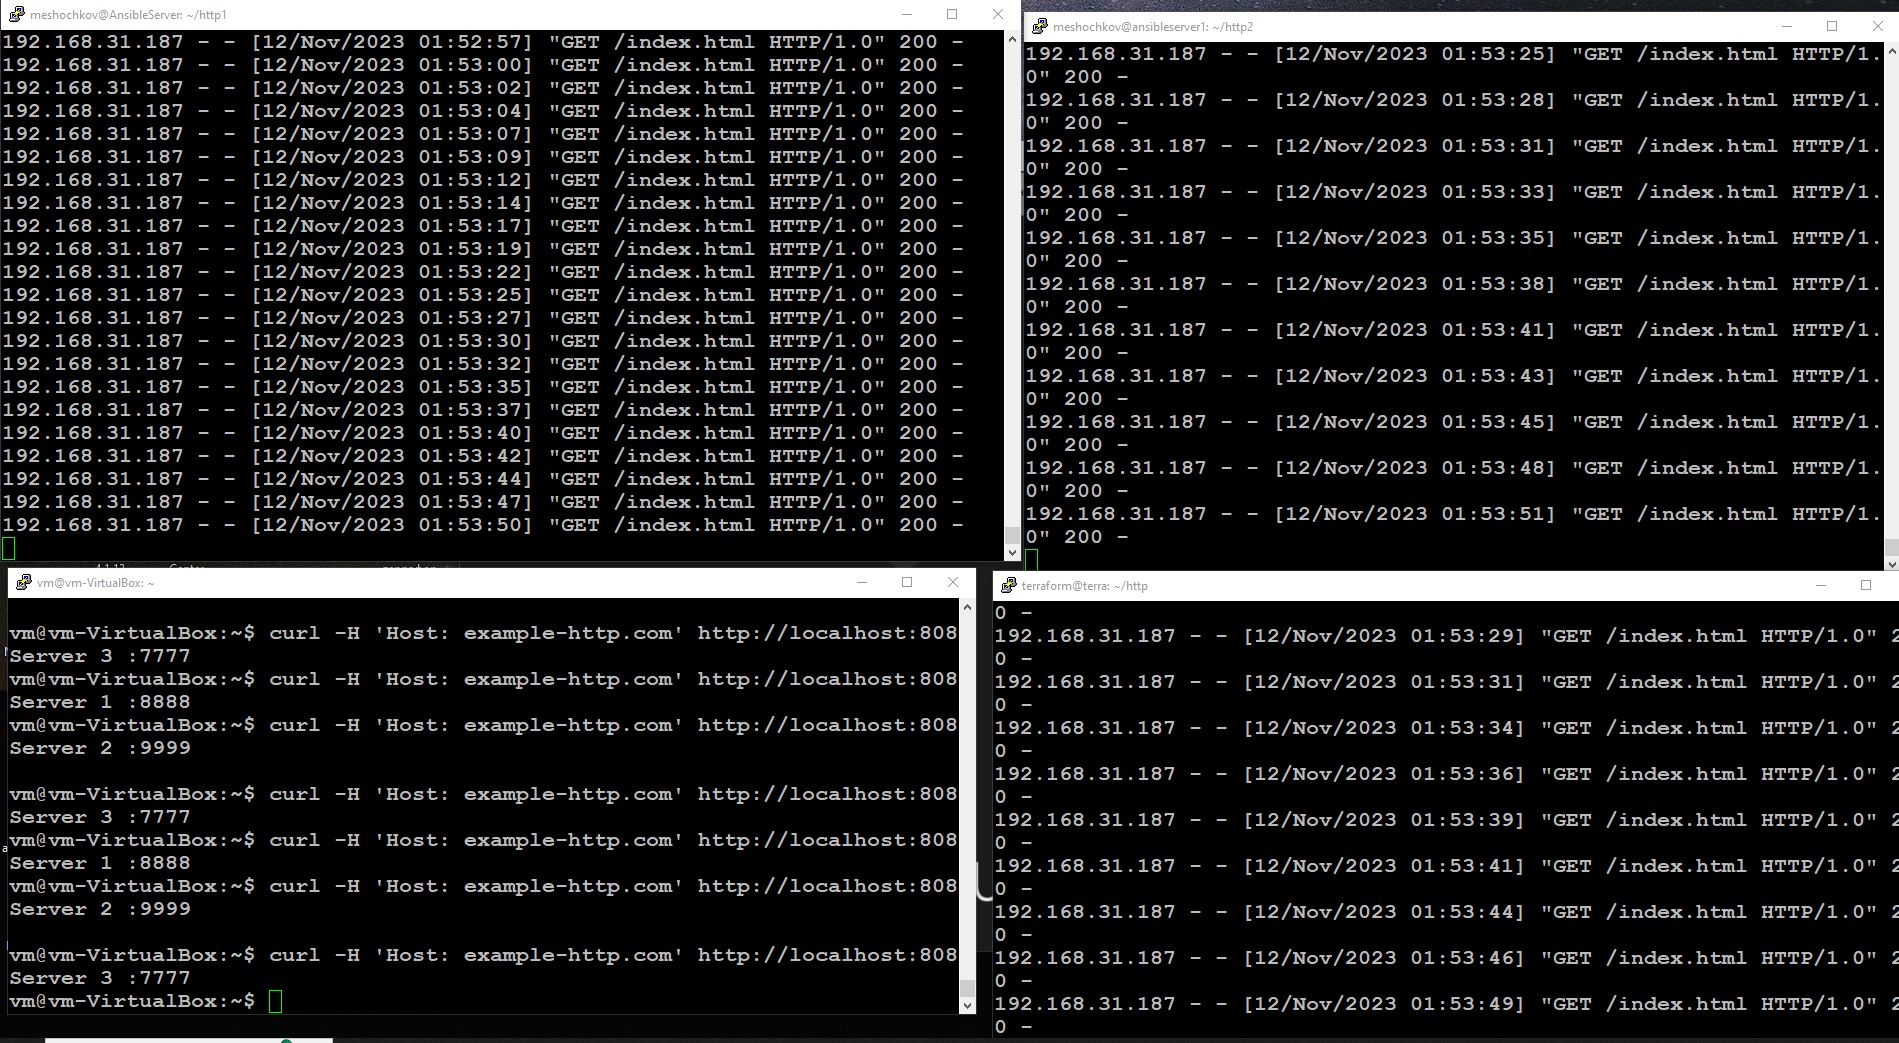 meshochkov@AnsibleServer: ~/http1
192.168.31.187 - - [12/Nov/2023 01:52:57] "GET /index.html HTTP/1.0" 200 -
192.168.31.187 - - [12/Nov/2023 01:53:00] "GET /index.html HTTP/1.0" 200 -
192.168.31.187 - - [12/Nov/2023 01:53:02] "GET /index.html HTTP/1.0" 200 -
192.168.31.187 - - [12/Nov/2023 01:53:04] "GET /index.html HTTP/1.0" 200 -
192.168.31.187 - - [12/Nov/2023 01:53:07] "GET /index.html HTTP/1.0" 200 -
192.168.31.187 - - [12/Nov/2023 01:53:09] "GET /index.html HTTP/1.0" 200 -
192.168.31.187 - - [12/Nov/2023 01:53:12] "GET /index.html HTTP/1.0" 200 -
192.168.31.187 - - [12/Nov/2023 01:53:14] "GET /index.html HTTP/1.0" 200 -
192.168.31.187 - - [12/Nov/2023 01:53:17] "GET /index.html HTTP/1.0" 200 -
192.168.31.187 - - [12/Nov/2023 01:53:19] "GET /index.html HTTP/1.0" 200 -
192.168.31.187 - - [12/Nov/2023 01:53:22] "GET /index.html HTTP/1.0" 200 -
192.168.31.187 - - [12/Nov/2023 01:53:25] "GET /index.html HTTP/1.0" 200 -
192.168.31.187 - - [12/Nov/2023 01:53:27] "GET /index.html HTTP/1.0" 200 -
192.168.31.187 - - [12/Nov/2023 01:53:30] "GET /index.html HTTP/1.0" 200 -
192.168.31.187 - - [12/Nov/2023 01:53:32] "GET /index.html HTTP/1.0" 200 -
192.168.31.187 - - [12/Nov/2023 01:53:35] "GET /index.html HTTP/1.0" 200 -
192.168.31.187 - - [12/Nov/2023 01:53:37] "GET /index.html HTTP/1.0" 200 -
192.168.31.187 - - [12/Nov/2023 01:53:40] "GET /index.html HTTP/1.0" 200 -
192.168.31.187 - - [12/Nov/2023 01:53:42] "GET /index.html HTTP/1.0" 200 -
192.168.31.187 - - [12/Nov/2023 01:53:44] "GET /index.html HTTP/1.0" 200 -
192.168.31.187 - - [12/Nov/2023 01:53:47] "GET /index.html HTTP/1.0" 200 -
192.168.31.187 - - [12/Nov/2023 01:53:50] "GET /index.html HTTP/1.0" 200 -
meshochkov@ansibleserver1: ~/http2
192.168.31.187 - - [12/Nov/2023 01:53:25] "GET /index.html HTTP/1.
0" 200 -
192.168.31.187 - - [12/Nov/2023 01:53:28] "GET /index.html HTTP/1.
0" 200 -
192.168.31.187 - - [12/Nov/2023 01:53:31] "GET /index.html HTTP/1.
0" 200 -
192.168.31.187 - - [12/Nov/2023 01:53:33] "GET /index.html HTTP/1.
0" 200 -
192.168.31.187 - - [12/Nov/2023 01:53:35] "GET /index.html HTTP/1.
0" 200 -
192.168.31.187 - - [12/Nov/2023 01:53:38] "GET /index.html HTTP/1.
0" 200 -
192.168.31.187 - - [12/Nov/2023 01:53:41] "GET /index.html HTTP/1.
0" 200 -
192.168.31.187 - - [12/Nov/2023 01:53:43] "GET /index.html HTTP/1.
0" 200 -
192.168.31.187 - - [12/Nov/2023 01:53:45] "GET /index.html HTTP/1.
0" 200 -
192.168.31.187 - - [12/Nov/2023 01:53:48] "GET /index.html HTTP/1.
0" 200 -
192.168.31.187 - - [12/Nov/2023 01:53:51] "GET /index.html HTTP/1.
0" 200 -
vm@vm-VirtualBox: ~
vm@vm-VirtualBox:~$ curl -H 'Host: example-http.com' http://localhost:808
Server 3 :7777
vm@vm-VirtualBox:~$ curl -H 'Host: example-http.com' http://localhost:808
Server 1 :8888
vm@vm-VirtualBox:~$ curl -H 'Host: example-http.com' http://localhost:808
Server 2 :9999
vm@vm-VirtualBox:~$ curl -H 'Host: example-http.com' http://localhost:808
Server 3 :7777
vm@vm-VirtualBox:~$ curl -H 'Host: example-http.com' http://localhost:808
Server 1 :8888
vm@vm-VirtualBox:~$ curl -H 'Host: example-http.com' http://localhost:808
Server 2 :9999
vm@vm-VirtualBox:~$ curl -H 'Host: example-http.com' http://localhost:808
Server 3 :7777
vm@vm-VirtualBox:~$
terraform@terra: ~/http
0 -
192.168.31.187 - - [12/Nov/2023 01:53:29] "GET /index.html HTTP/1.0" 2
0 -
192.168.31.187 - - [12/Nov/2023 01:53:31] "GET /index.html HTTP/1.0" 2
0 -
192.168.31.187 - - [12/Nov/2023 01:53:34] "GET /index.html HTTP/1.0" 2
0 -
192.168.31.187 - - [12/Nov/2023 01:53:36] "GET /index.html HTTP/1.0" 2
0 -
192.168.31.187 - - [12/Nov/2023 01:53:39] "GET /index.html HTTP/1.0" 2
0 -
192.168.31.187 - - [12/Nov/2023 01:53:41] "GET /index.html HTTP/1.0" 2
0 -
192.168.31.187 - - [12/Nov/2023 01:53:44] "GET /index.html HTTP/1.0" 2
0 -
192.168.31.187 - - [12/Nov/2023 01:53:46] "GET /index.html HTTP/1.0" 2
0 -
192.168.31.187 - - [12/Nov/2023 01:53:49] "GET /index.html HTTP/1.0" 2
0 -